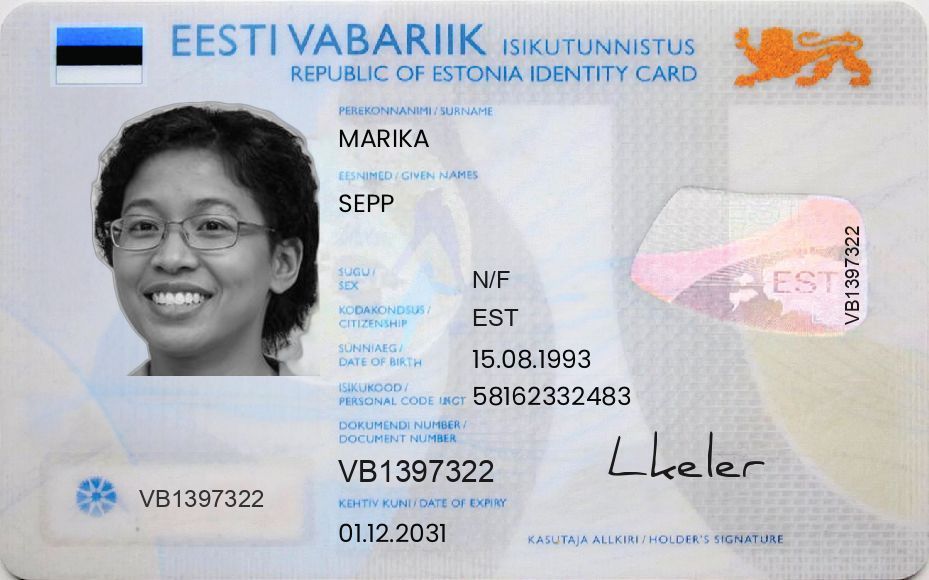 EESTI VABARIIK ISIKUTUNNISTUS
REPUBLIC OF ESTONIA IDENTITY CARD
PEREKONNANIMI / SURNAME
MARIKA
EESNIMED / GIVEN NAMES
SEPP
SUGU /
SEX
N/F
KODAKONDSUS /
CITIZENSHIP
EST
SÜNNIAEG /
DATE OF BIRTH
15.08.1993
ISIKUKOOD /
PERSONAL CODE
58162332483
DOKUMENDI NUMBER /
DOCUMENT NUMBER
VB1397322
KEHTIV KUNI / DATE OF EXPIRY
01.12.2031
VB1397322
EST
VB1397322
Lkeler
KASUTAJA ALLKIRI / HOLDER'S SIGNATURE